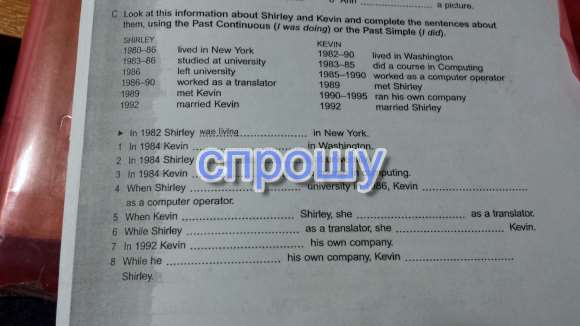 Ann ........................ a picture.
C Look at this information about Shirley and Kevin and complete the sentences about
them, using the Past Continuous (I was doing) or the Past Simple (I did).
SHIRLEY
1980–86 lived in New York
1983–86 studied at university
1986 left university
1986–90 worked as a translator
1989 met Kevin
1992 married Kevin
KEVIN
1982–90 lived in Washington
1983–85 did a course in Computing
1985–1990 worked as a computer operator
1989 met Shirley
1990–1995 ran his own company
1992 married Shirley
► In 1982 Shirley was living ........................ in New York.
1 In 1984 Kevin ........................ in Washington.
2 In 1984 Shirley
спрошу
3 In 1984 Kevin
4 When Shirley ........................ university Kevin ........................
as a computer operator.
5 When Kevin ........................ Shirley, she ........................ as a translator.
6 While Shirley ........................ as a translator, she ........................ Kevin.
7 In 1992 Kevin ........................ his own company.
8 While he ........................ his own company, Kevin ........................
Shirley.